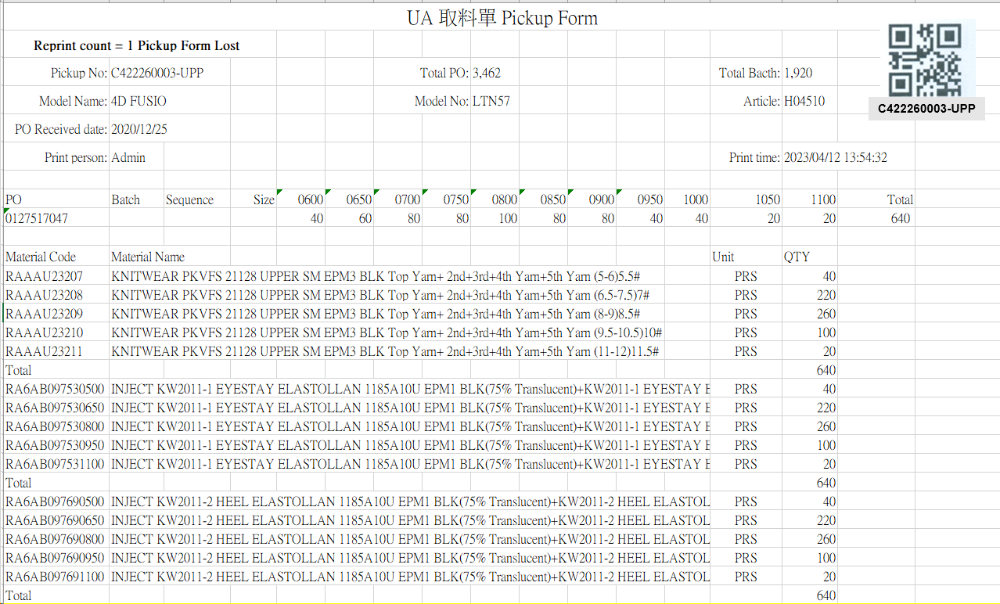 UA 取料單 Pickup Form
Reprint count = 1 Pickup Form Lost
Pickup No: C422260003-UPP Total PO: 3,462 Total Bacth: 1,920
Model Name: 4D FUSIO Model No: LTN57 Article: H04510
C422260003-UPP
PO Received date: 2020/12/25
Print person: Admin Print time: 2023/04/12 13:54:32
PO Batch Sequence Size 0600 0650 0700 0750 0800 0850 0900 0950 1000 1050 1100 Total
0127517047 40 60 80 80 100 80 80 40 40 20 20 640
Material Code Material Name Unit QTY
RAAAU23207 KNITWEAR PKVFS 21128 UPPER SM EPM3 BLK Top Yarn+ 2nd+3rd+4th Yarn+5th Yarn (5-6)5.5# PRS 40
RAAAU23208 KNITWEAR PKVFS 21128 UPPER SM EPM3 BLK Top Yarn+ 2nd+3rd+4th Yarn+5th Yarn (6.5-7.5)7# PRS 220
RAAAU23209 KNITWEAR PKVFS 21128 UPPER SM EPM3 BLK Top Yarn+ 2nd+3rd+4th Yarn+5th Yarn (8-9)8.5# PRS 260
RAAAU23210 KNITWEAR PKVFS 21128 UPPER SM EPM3 BLK Top Yarn+ 2nd+3rd+4th Yarn+5th Yarn (9.5-10.5)10# PRS 100
RAAAU23211 KNITWEAR PKVFS 21128 UPPER SM EPM3 BLK Top Yarn+ 2nd+3rd+4th Yarn+5th Yarn (11-12)11.5# PRS 20
Total 640
RA6AB097530500 INJECT KW2011-1 EYESTAY ELASTOLLAN 1185A10U EPM1 BLK(75% Translucent)+KW2011-1 EYESTAY E PRS 40
RA6AB097530650 INJECT KW2011-1 EYESTAY ELASTOLLAN 1185A10U EPM1 BLK(75% Translucent)+KW2011-1 EYESTAY E PRS 220
RA6AB097530800 INJECT KW2011-1 EYESTAY ELASTOLLAN 1185A10U EPM1 BLK(75% Translucent)+KW2011-1 EYESTAY E PRS 260
RA6AB097530950 INJECT KW2011-1 EYESTAY ELASTOLLAN 1185A10U EPM1 BLK(75% Translucent)+KW2011-1 EYESTAY E PRS 100
RA6AB097531100 INJECT KW2011-1 EYESTAY ELASTOLLAN 1185A10U EPM1 BLK(75% Translucent)+KW2011-1 EYESTAY E PRS 20
Total 640
RA6AB097690500 INJECT KW2011-2 HEEL ELASTOLLAN 1185A10U EPM1 BLK(75% Translucent)+KW2011-2 HEEL ELASTOL PRS 40
RA6AB097690650 INJECT KW2011-2 HEEL ELASTOLLAN 1185A10U EPM1 BLK(75% Translucent)+KW2011-2 HEEL ELASTOL PRS 220
RA6AB097690800 INJECT KW2011-2 HEEL ELASTOLLAN 1185A10U EPM1 BLK(75% Translucent)+KW2011-2 HEEL ELASTOL PRS 260
RA6AB097690950 INJECT KW2011-2 HEEL ELASTOLLAN 1185A10U EPM1 BLK(75% Translucent)+KW2011-2 HEEL ELASTOL PRS 100
RA6AB097691100 INJECT KW2011-2 HEEL ELASTOLLAN 1185A10U EPM1 BLK(75% Translucent)+KW2011-2 HEEL ELASTOL PRS 20
Total 640